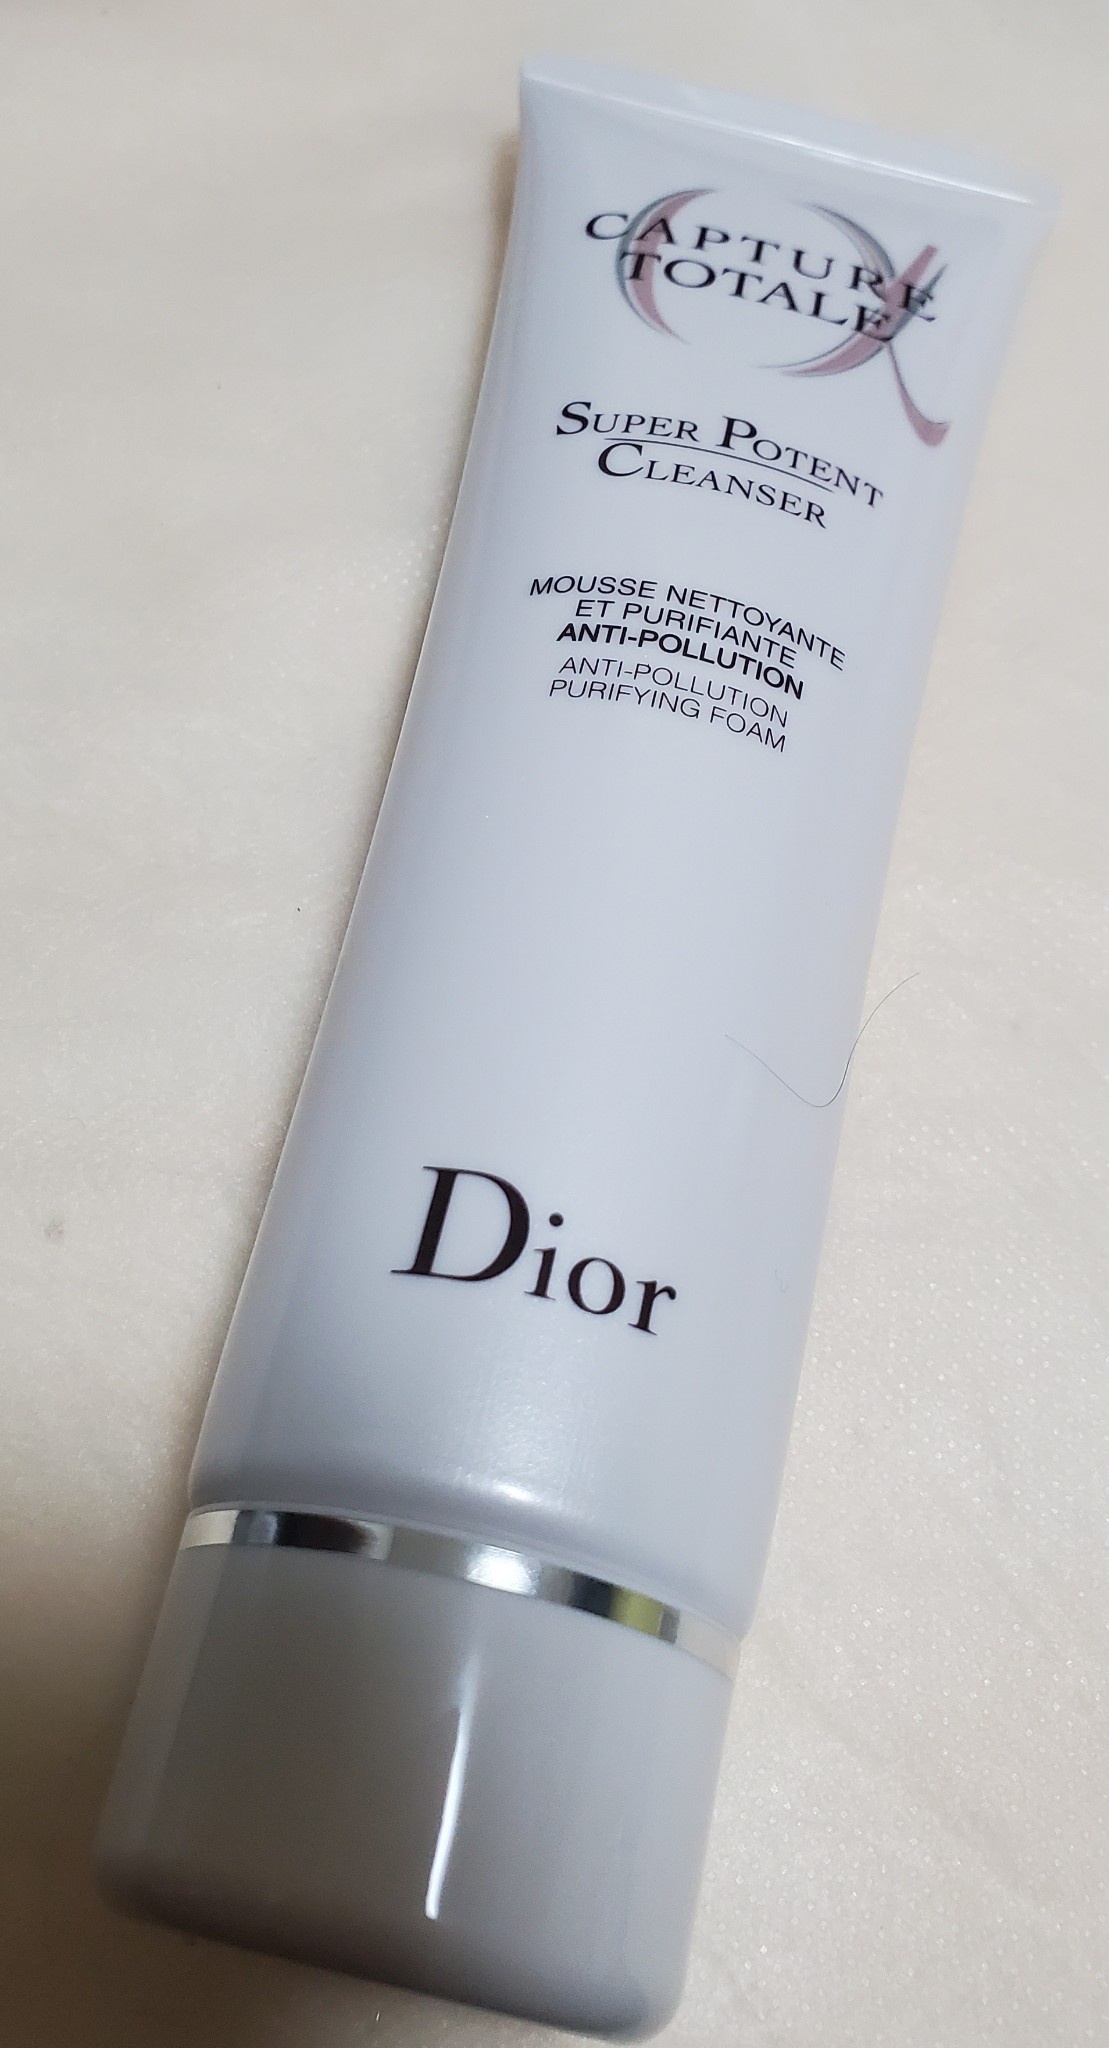 CAPTURE
TOTALE
SUPER POTENT
CLEANSER
MOUSSE NETTOYANTE
ET PURIFIANTE
ANTI-POLLUTION
ANTI-POLLUTION
PURIFYING FOAM
Dior